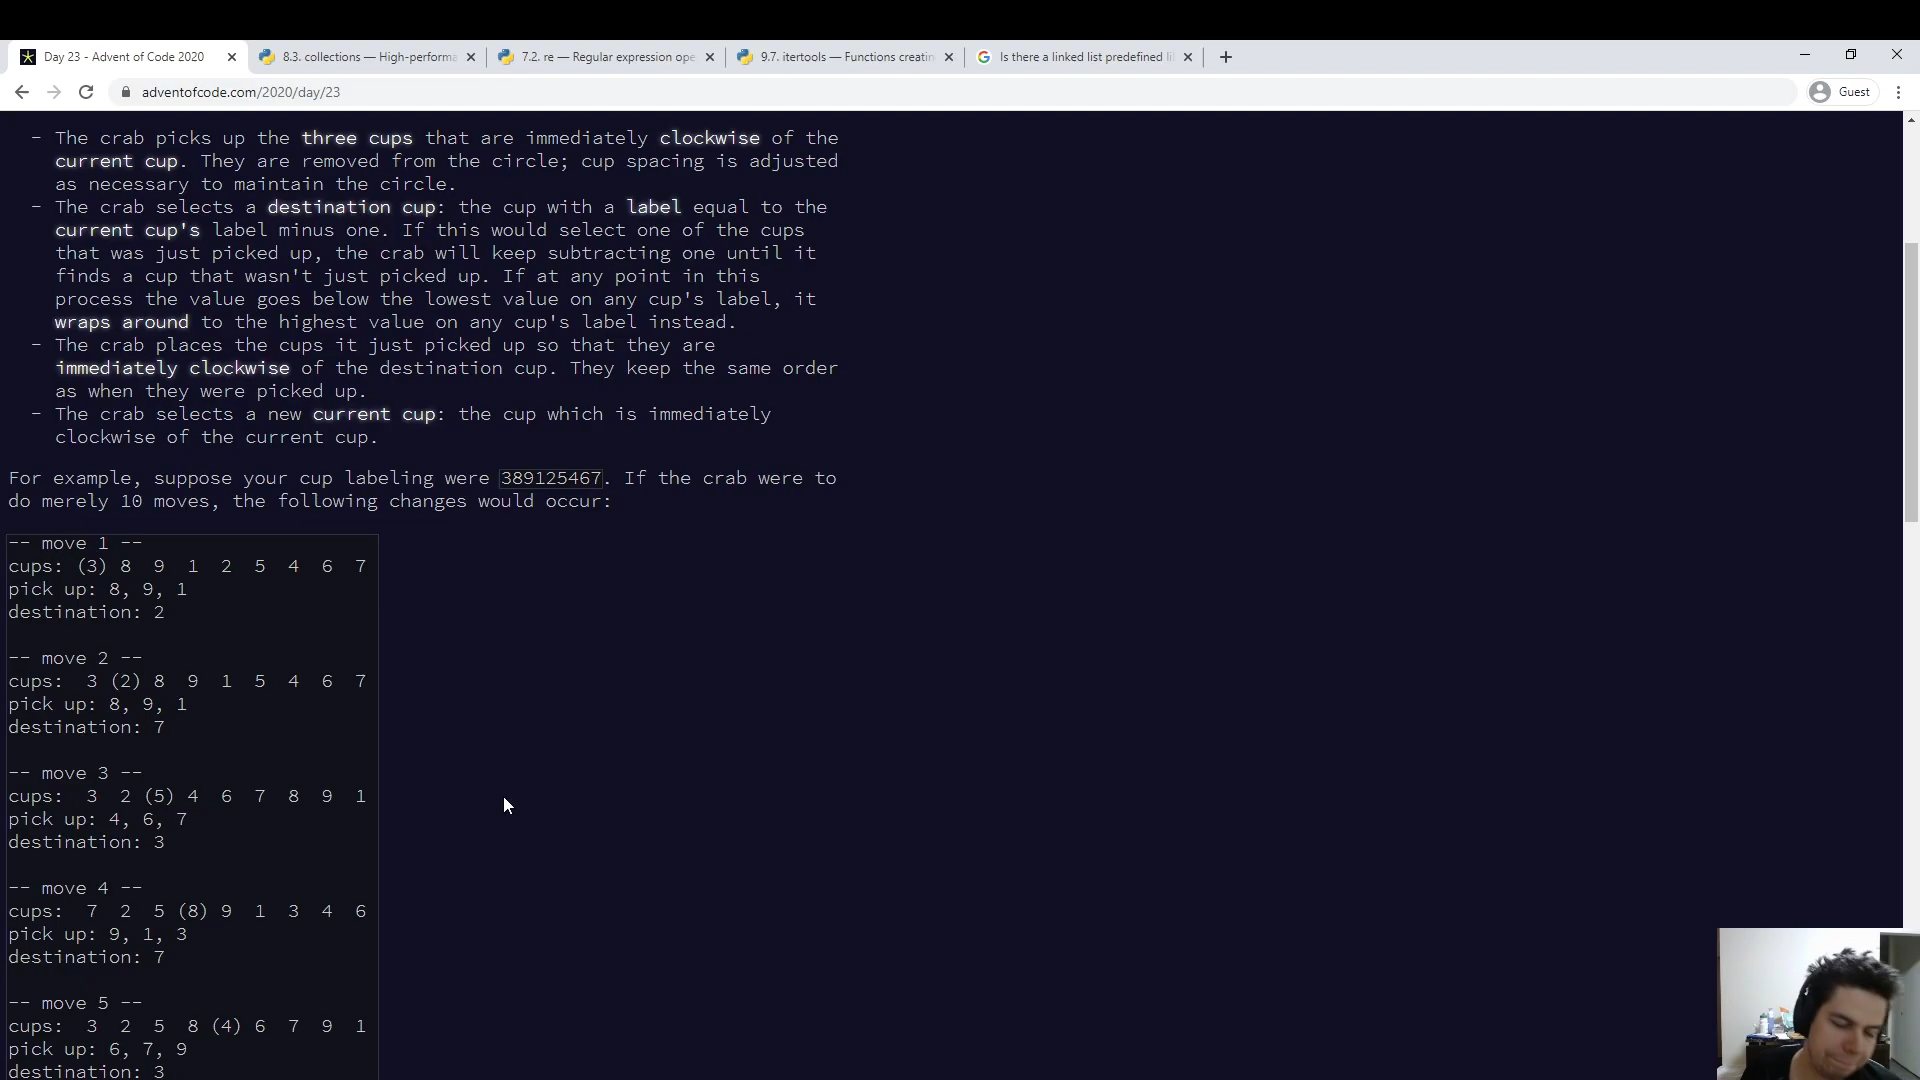 Day 23 - Advent of Code 2020
8.3. collections — High-performa
7.2. re — Regular expression ope
9.7. itertools — Functions creatin
Is there a linked list predefined li
adventofcode.com/2020/day/23
Guest
- The crab picks up the three cups that are immediately clockwise of the
current cup. They are removed from the circle; cup spacing is adjusted
as necessary to maintain the circle.
- The crab selects a destination cup: the cup with a label equal to the
current cup's label minus one. If this would select one of the cups
that was just picked up, the crab will keep subtracting one until it
finds a cup that wasn't just picked up. If at any point in this
process the value goes below the lowest value on any cup's label, it
wraps around to the highest value on any cup's label instead.
- The crab places the cups it just picked up so that they are
immediately clockwise of the destination cup. They keep the same order
as when they were picked up.
- The crab selects a new current cup: the cup which is immediately
clockwise of the current cup.
For example, suppose your cup labeling were 389125467. If the crab were to
do merely 10 moves, the following changes would occur:
-- move 1 --
cups: (3) 8 9 1 2 5 4 6 7
pick up: 8, 9, 1
destination: 2
-- move 2 --
cups: 3 (2) 8 9 1 5 4 6 7
pick up: 8, 9, 1
destination: 7
-- move 3 --
cups: 3 2 (5) 4 6 7 8 9 1
pick up: 4, 6, 7
destination: 3
-- move 4 --
cups: 7 2 5 (8) 9 1 3 4 6
pick up: 9, 1, 3
destination: 7
-- move 5 --
cups: 3 2 5 8 (4) 6 7 9 1
pick up: 6, 7, 9
destination: 3